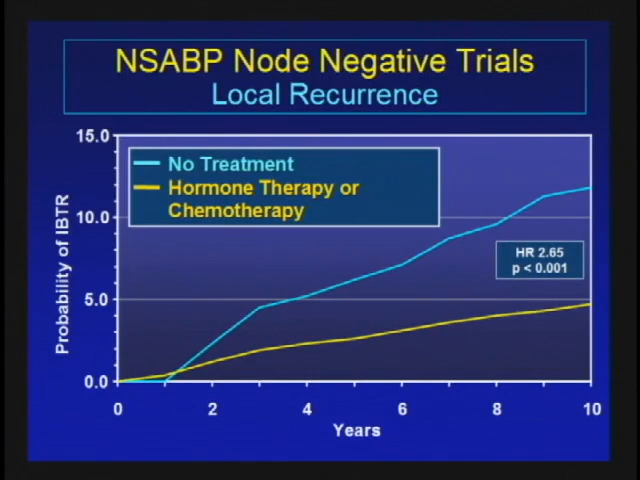 NSABP Node Negative Trials
Local Recurrence
15.0
10.0
5.0
0.0
Probability of IBTR
No Treatment
Hormone Therapy or
Chemotherapy
HR 2.65
p < 0.001
0 2 4 6 8 10
Years